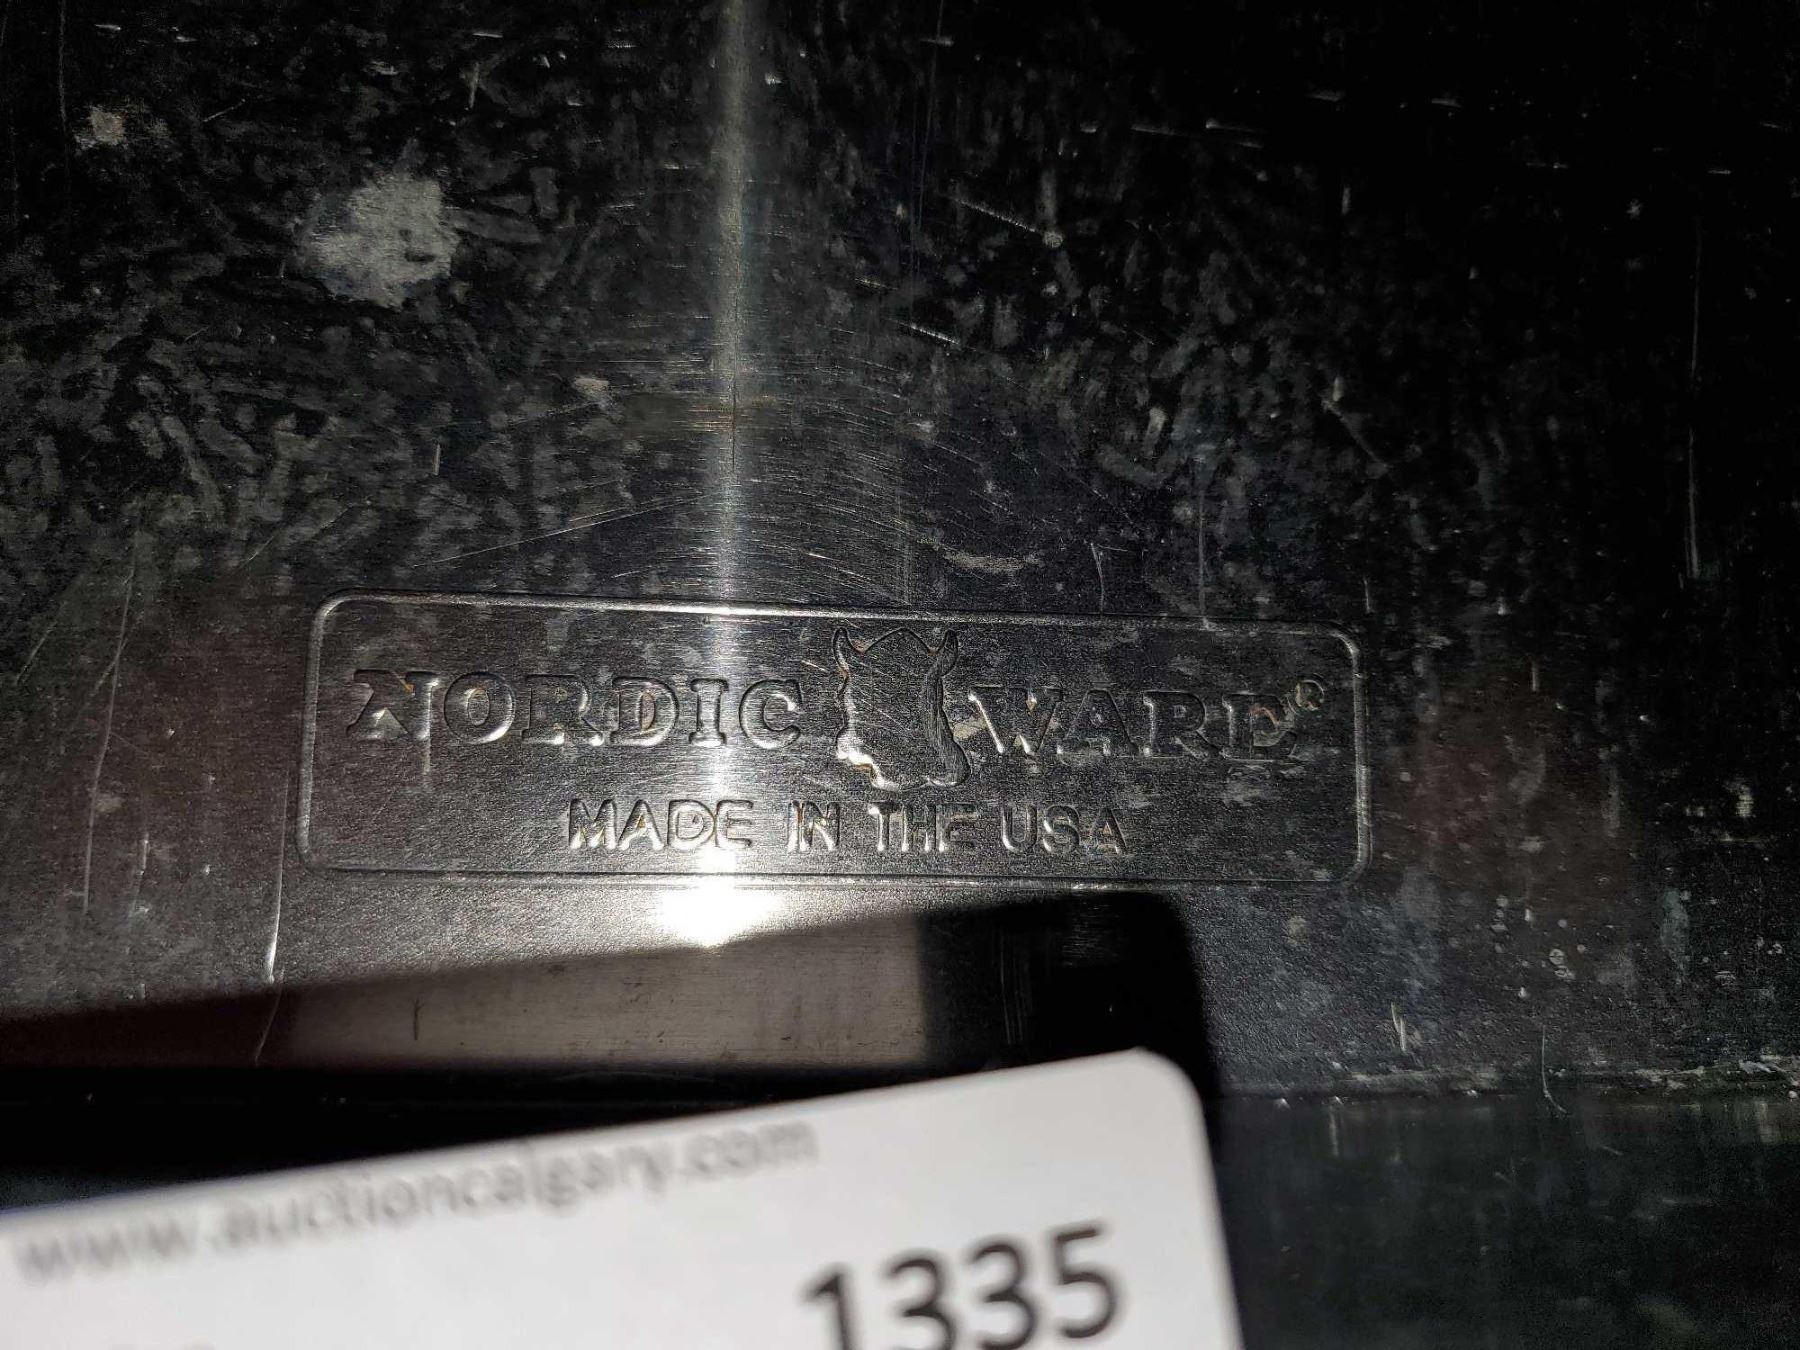 NORDIC WARE®
MADE IN THE USA
www.auctioncalgary.com
1335